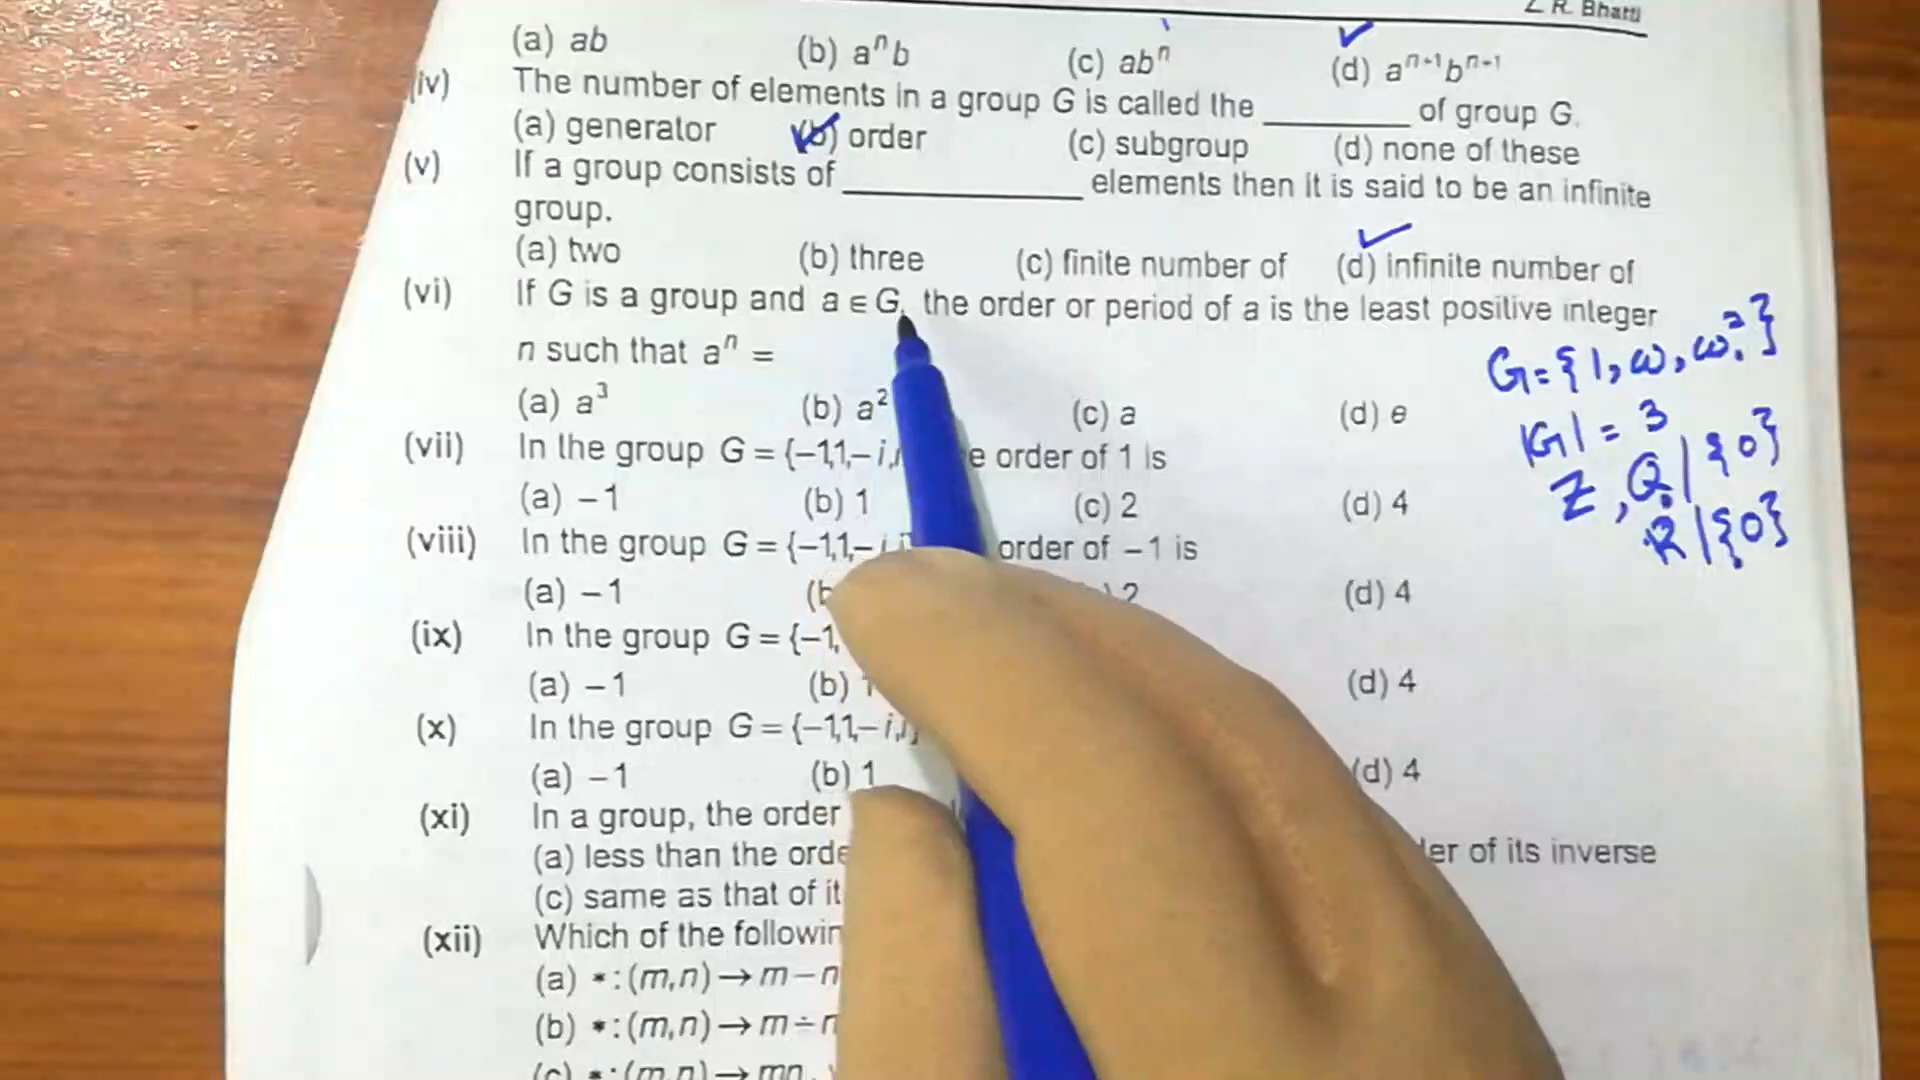 Z. R. Bhatti
(a) ab (b) aⁿb (c) abⁿ (d) aⁿ⁺¹bⁿ⁺¹
(iv) The number of elements in a group G is called the ________ of group G.
(a) generator (b) order (c) subgroup (d) none of these
(v) If a group consists of ____________ elements then it is said to be an infinite
group.
(a) two (b) three (c) finite number of (d) infinite number of
(vi) If G is a group and a ∈ G, the order or period of a is the least positive integer
n such that aⁿ =
(a) a³ (b) a² (c) a (d) e
(vii) In the group G = {−1,1,−i, e order of 1 is
(a) −1 (b) 1 (c) 2 (d) 4
(viii) In the group G = {−1,1,−i,i} order of −1 is
(a) −1 (b 2 (d) 4
(ix) In the group G = {−1,
(a) −1 (b) 1 (d) 4
(x) In the group G = {−1,1,−i,i}
(a) −1 (b) 1 (d) 4
(xi) In a group, the order
(a) less than the orde er of its inverse
(c) same as that of it
(xii) Which of the followin
(a) *:(m,n)→m−n
(b) *:(m,n)→m÷n
(c) *:(m,n)→mn
G={1,ω,ω²}
|G|=3
Z, Q|{0}
R|{0}